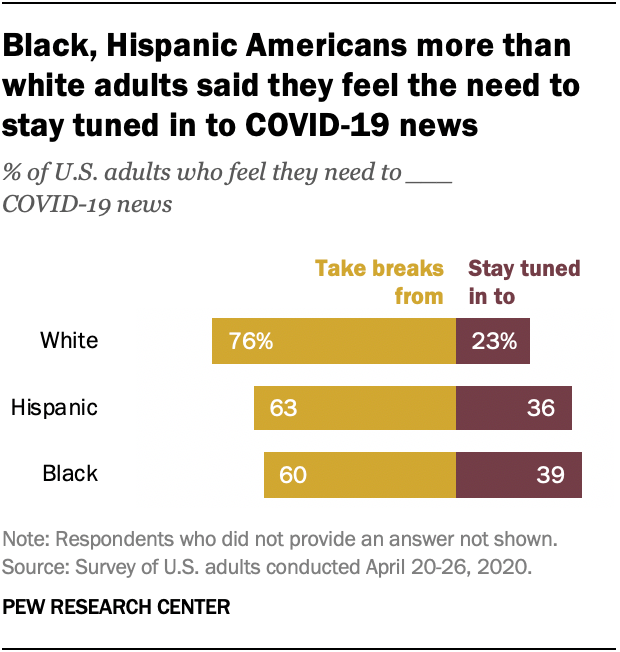 Black, Hispanic Americans more than
white adults said they feel the need to
stay tuned in to COVID-19 news
% of U.S. adults who feel they need to ___
COVID-19 news
Take breaks from
Stay tuned in to
White 76% 23%
Hispanic 63 36
Black 60 39
Note: Respondents who did not provide an answer not shown.
Source: Survey of U.S. adults conducted April 20-26, 2020.
PEW RESEARCH CENTER